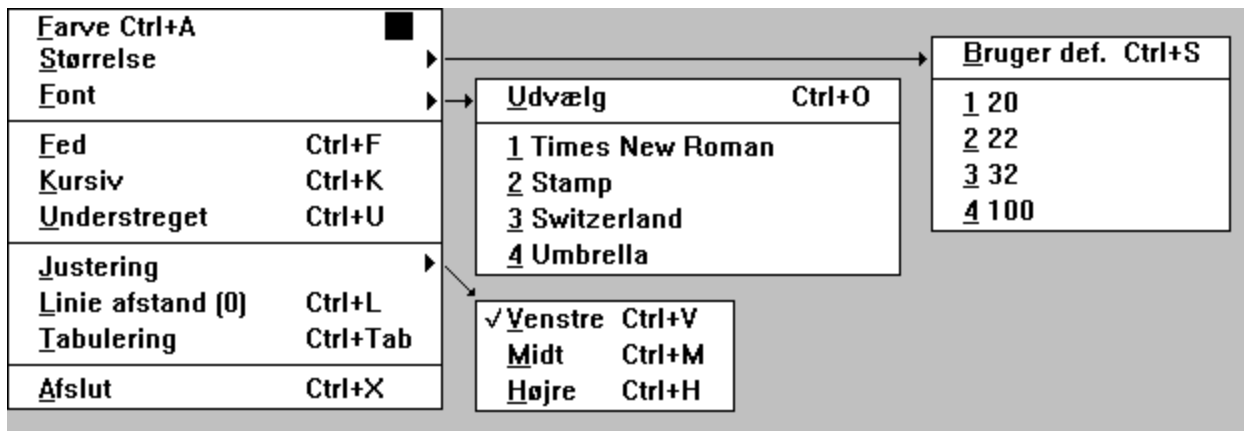 Farve Ctrl+A
Størrelse
Font
Fed Ctrl+F
Kursiv Ctrl+K
Understreget Ctrl+U
Justering
Linie afstand (0) Ctrl+L
Tabulering Ctrl+Tab
Afslut Ctrl+X
Udvælg Ctrl+O
1 Times New Roman
2 Stamp
3 Switzerland
4 Umbrella
✓Venstre Ctrl+V
Midt Ctrl+M
Højre Ctrl+H
Bruger def. Ctrl+S
1 20
2 22
3 32
4 100